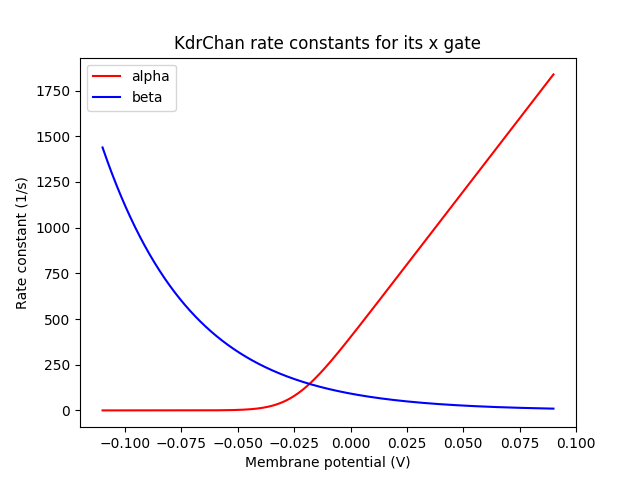 KdrChan rate constants for its x gate
alpha
beta
Rate constant (1/s)
1750
1500
1250
1000
750
500
250
0
−0.100 −0.075 −0.050 −0.025 0.000 0.025 0.050 0.075 0.100
Membrane potential (V)